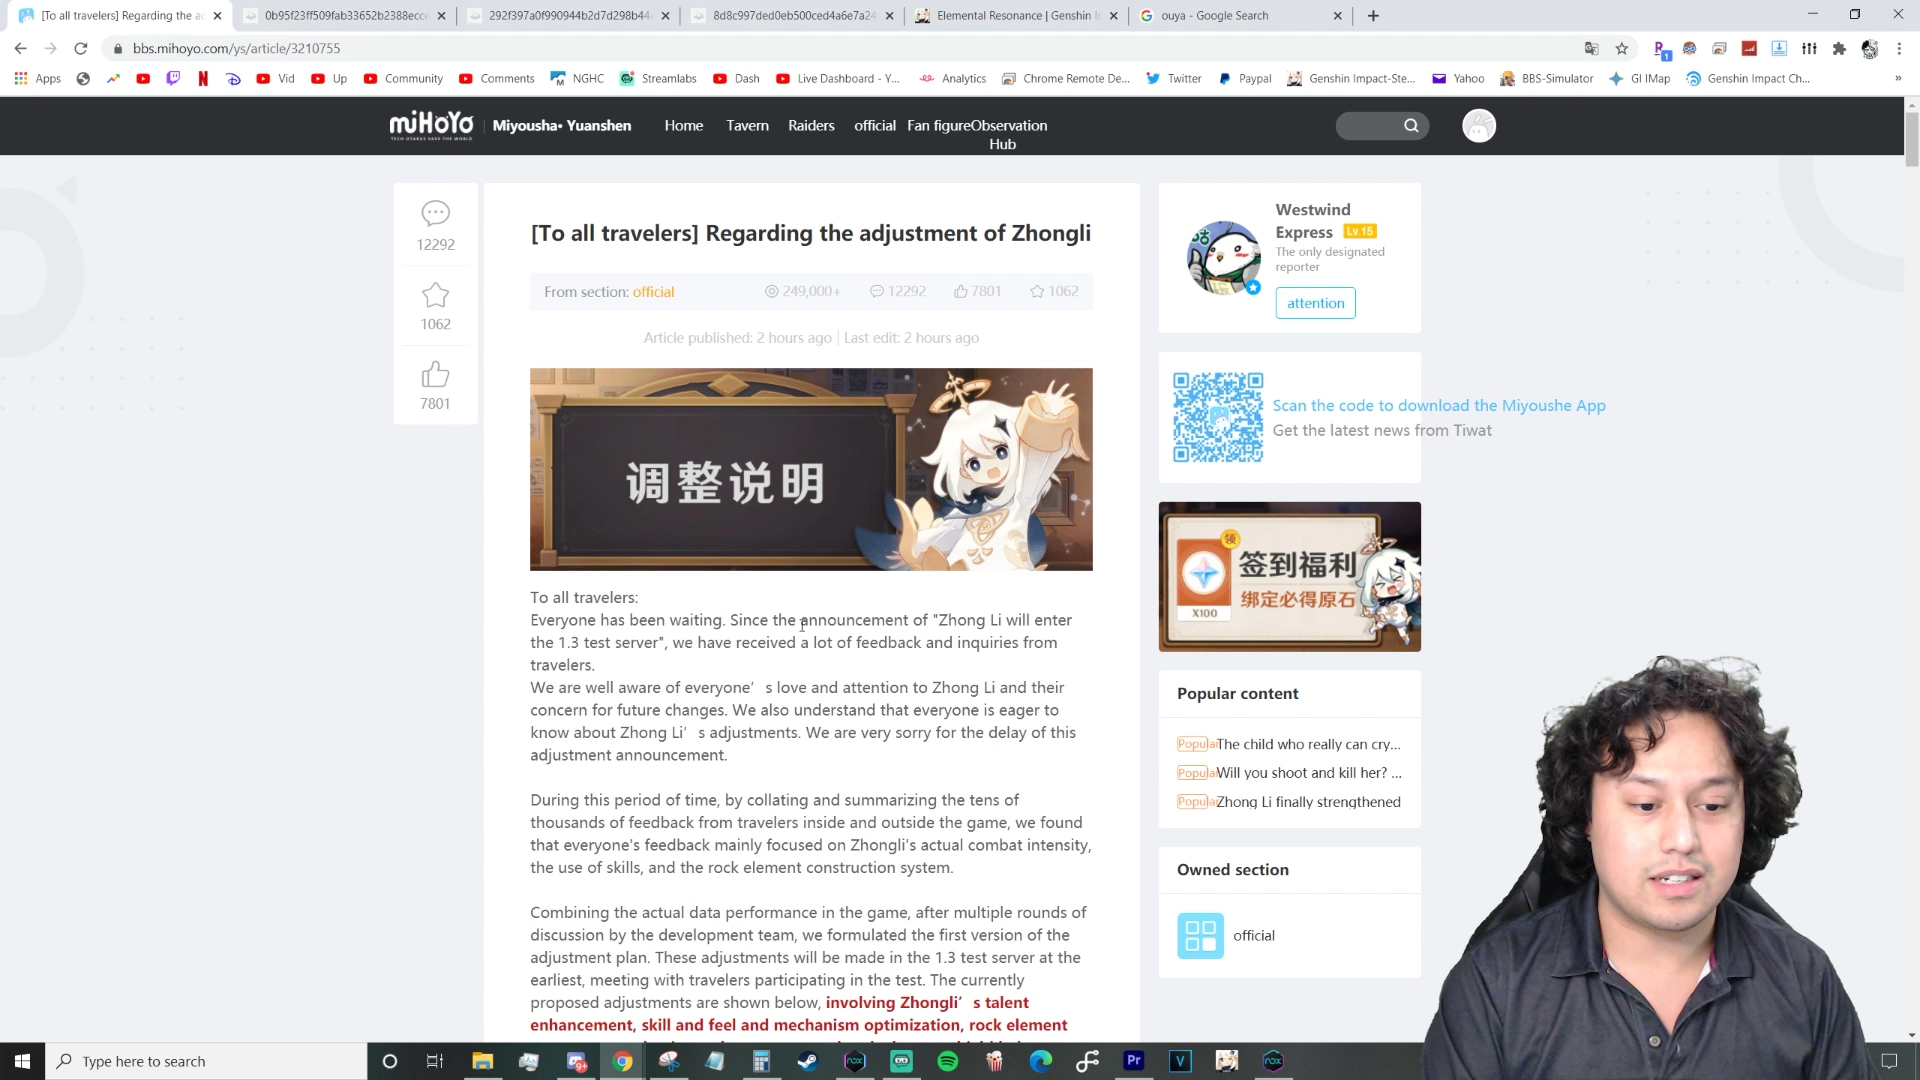 [To all travelers] Regarding the a
0b95f23ff509fab33652b2388ecc
292f397a0f990944b2d7d298b44
8d8c997ded0eb500ced4a6e7a24
Elemental Resonance | Genshin I
ouya - Google Search
bbs.mihoyo.com/ys/article/3210755
Apps
Vid
Up
Community
Comments
NGHC
Streamlabs
Dash
Live Dashboard - Y...
Analytics
Chrome Remote De...
Twitter
Paypal
Genshin Impact-Ste...
Yahoo
BBS-Simulator
GI IMap
Genshin Impact Ch...
miHoYo
TECH OTAKUS SAVE THE WORLD
Miyousha• Yuanshen
Home
Tavern
Raiders
official
Fan figureObservation
Hub
12292
1062
7801
[To all travelers] Regarding the adjustment of Zhongli
From section: official
249,000+
12292
7801
1062
Article published: 2 hours ago | Last edit: 2 hours ago
调整说明
To all travelers:
Everyone has been waiting. Since the announcement of "Zhong Li will enter
the 1.3 test server", we have received a lot of feedback and inquiries from
travelers.
We are well aware of everyone’s love and attention to Zhong Li and their
concern for future changes. We also understand that everyone is eager to
know about Zhong Li’s adjustments. We are very sorry for the delay of this
adjustment announcement.
During this period of time, by collating and summarizing the tens of
thousands of feedback from travelers inside and outside the game, we found
that everyone's feedback mainly focused on Zhongli's actual combat intensity,
the use of skills, and the rock element construction system.
Combining the actual data performance in the game, after multiple rounds of
discussion by the development team, we formulated the first version of the
adjustment plan. These adjustments will be made in the 1.3 test server at the
earliest, meeting with travelers participating in the test. The currently
proposed adjustments are shown below, involving Zhongli’s talent
enhancement, skill and feel and mechanism optimization, rock element
Westwind
Express Lv.15
The only designated
reporter
attention
Scan the code to download the Miyoushe App
Get the latest news from Tiwat
领
签到福利
绑定必得原石
X100
Popular content
Popular The child who really can cry...
Popular Will you shoot and kill her? ...
Popular Zhong Li finally strengthened
Owned section
official
Type here to search